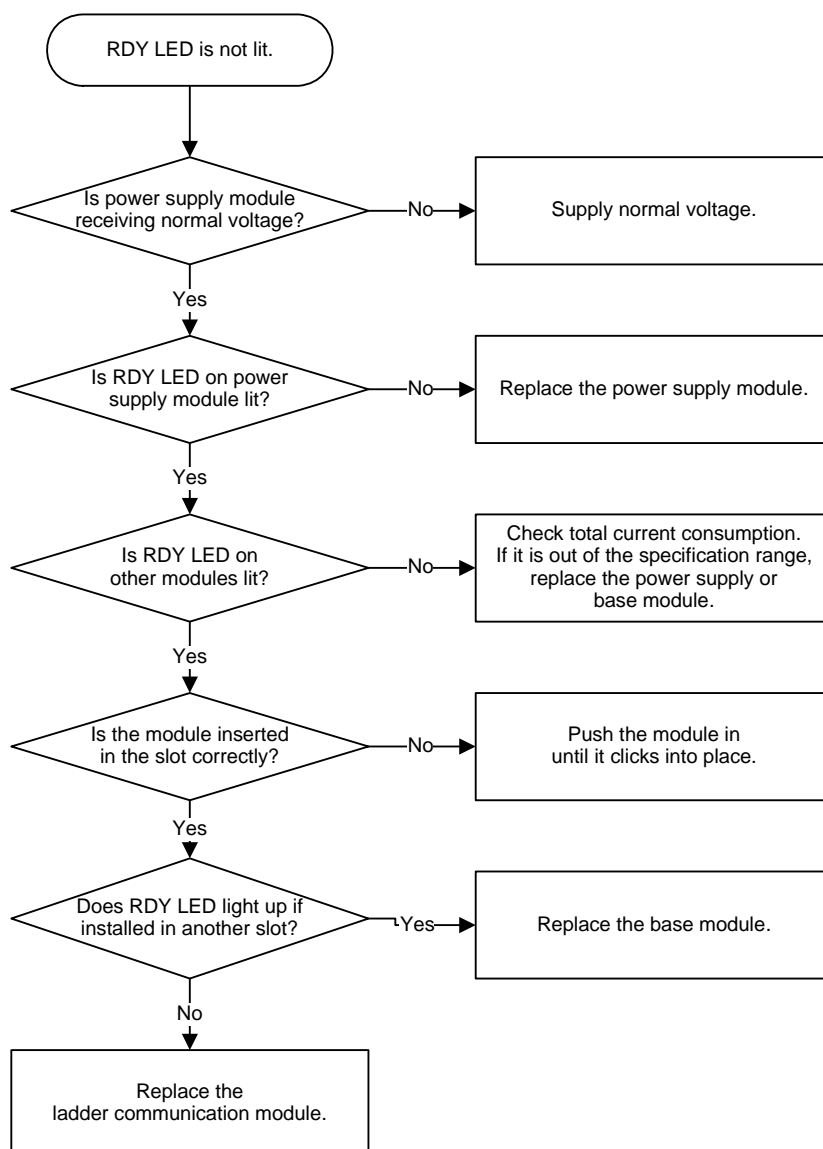 RDY LED is not lit.
Is power supply module
receiving normal voltage?
No
Supply normal voltage.
Yes
Is RDY LED on power
supply module lit?
No
Replace the power supply module.
Yes
Is RDY LED on
other modules lit?
No
Check total current consumption.
If it is out of the specification range,
replace the power supply or
base module.
Yes
Is the module inserted
in the slot correctly?
No
Push the module in
until it clicks into place.
Yes
Does RDY LED light up if
installed in another slot?
Yes
Replace the base module.
No
Replace the
ladder communication module.